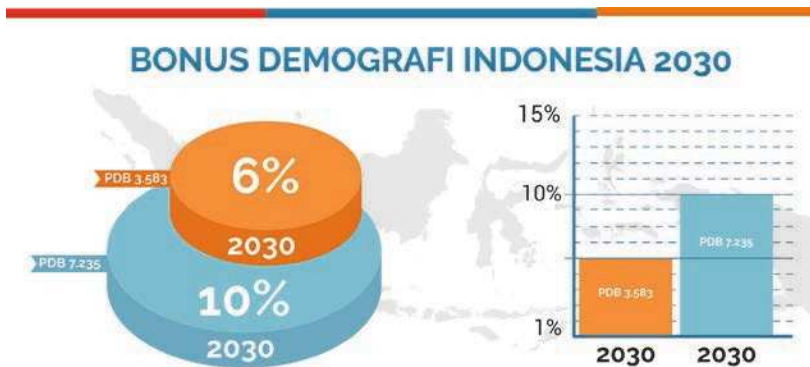 BONUS DEMOGRAFI INDONESIA 2030
PDB 3.583
6%
2030
PDB 7.235
10%
2030
15%
10%
1%
PDB 3.583
PDB 7.235
2030
2030